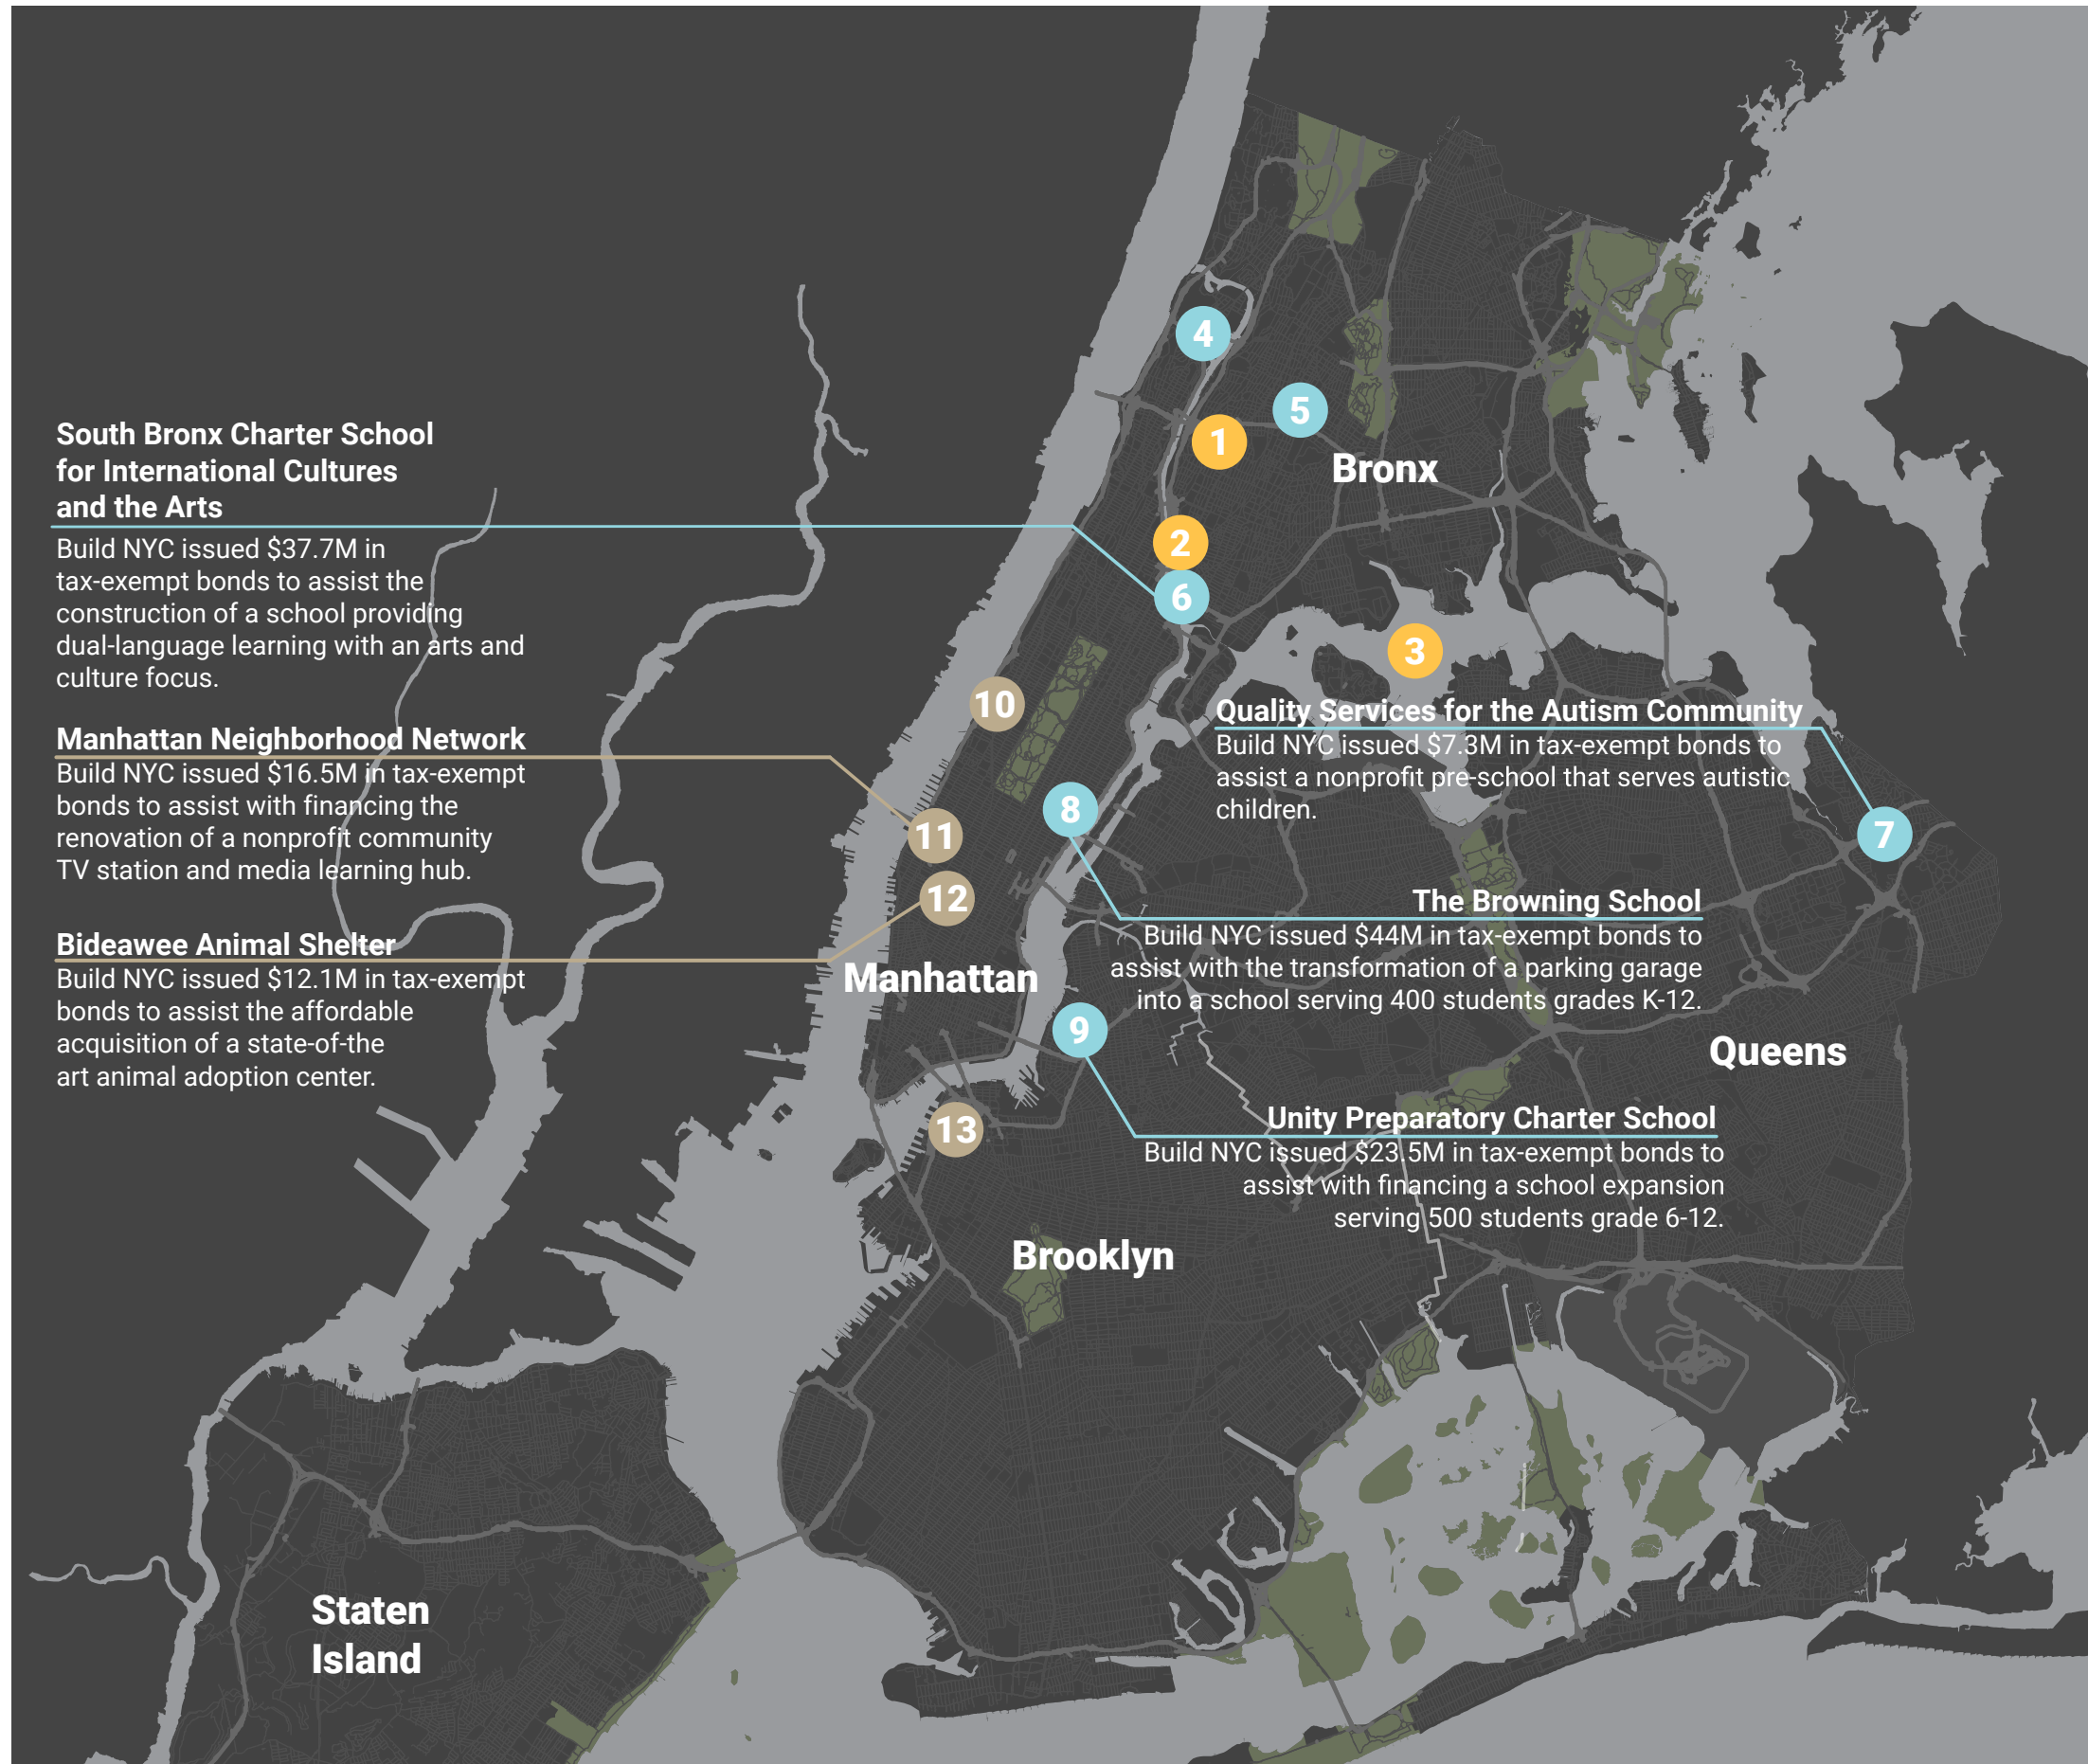 4
5
1
Bronx
2
6
3
South Bronx Charter School
for International Cultures
and the Arts
Build NYC issued $37.7M in
tax-exempt bonds to assist the
construction of a school providing
dual-language learning with an arts and
culture focus.
10
Manhattan Neighborhood Network
Build NYC issued $16.5M in tax-exempt
bonds to assist with financing the
renovation of a nonprofit community
TV station and media learning hub.
11
Bideawee Animal Shelter
Build NYC issued $12.1M in tax-exempt
bonds to assist the affordable
acquisition of a state-of-the
art animal adoption center.
12
Manhattan
Quality Services for the Autism Community
Build NYC issued $7.3M in tax-exempt bonds to
assist a nonprofit pre-school that serves autistic
children.
7
8
The Browning School
Build NYC issued $44M in tax-exempt bonds to
assist with the transformation of a parking garage
into a school serving 400 students grades K-12.
9
Queens
Unity Preparatory Charter School
Build NYC issued $23.5M in tax-exempt bonds to
assist with financing a school expansion
serving 500 students grade 6-12.
13
Brooklyn
Staten
Island